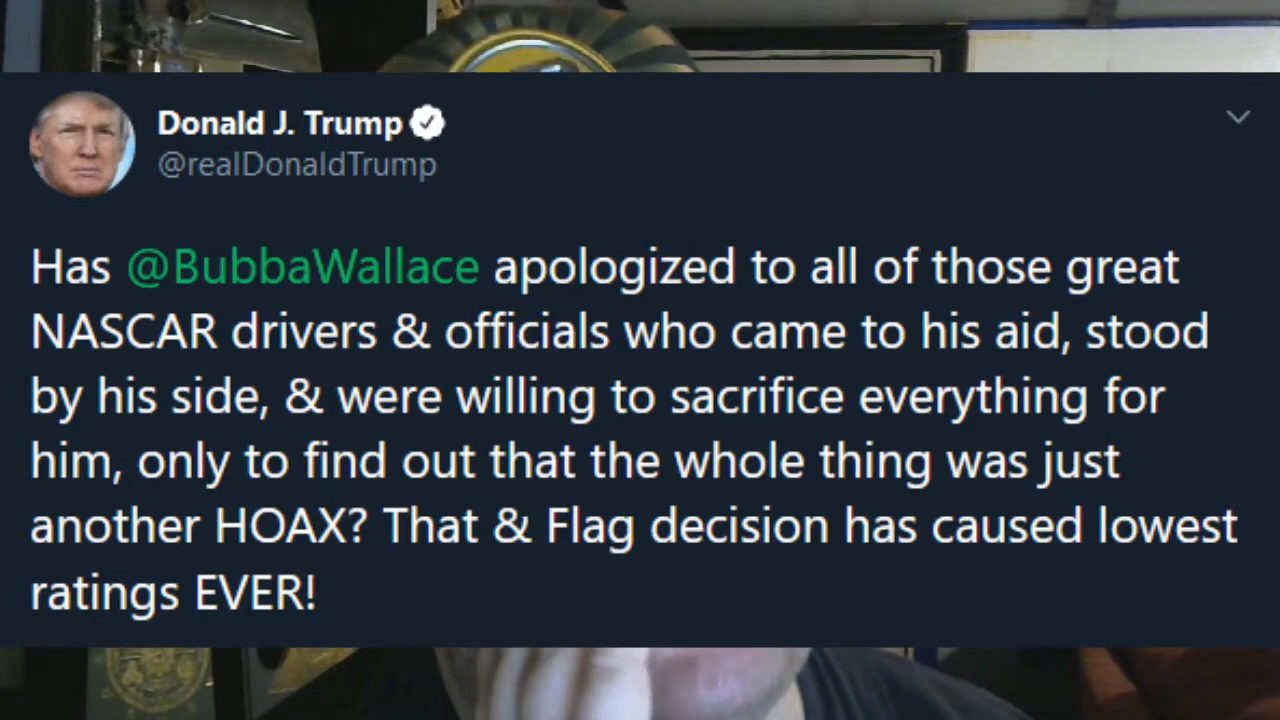 Donald J. Trump
@realDonaldTrump
Has @BubbaWallace apologized to all of those great
NASCAR drivers & officials who came to his aid, stood
by his side, & were willing to sacrifice everything for
him, only to find out that the whole thing was just
another HOAX? That & Flag decision has caused lowest
ratings EVER!